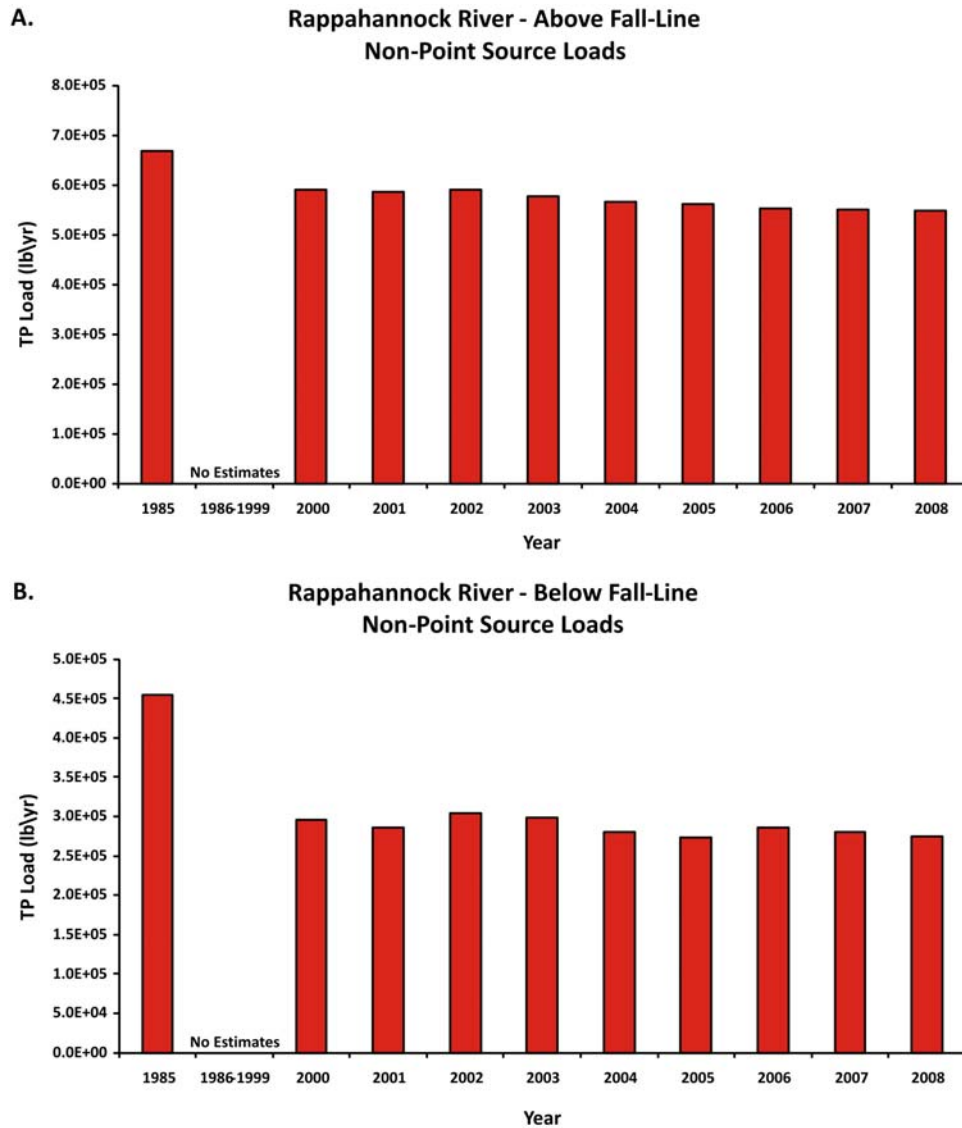 A.
Rappahannock River - Above Fall-Line
Non-Point Source Loads
8.0E+05
7.0E+05
6.0E+05
5.0E+05
4.0E+05
3.0E+05
2.0E+05
1.0E+05
0.0E+00
TP Load (lb\yr)
No Estimates
1985 1986-1999 2000 2001 2002 2003 2004 2005 2006 2007 2008
Year
B.
Rappahannock River - Below Fall-Line
Non-Point Source Loads
5.0E+05
4.5E+05
4.0E+05
3.5E+05
3.0E+05
2.5E+05
2.0E+05
1.5E+05
1.0E+05
5.0E+04
0.0E+00
TP Load (lb\yr)
No Estimates
1985 1986-1999 2000 2001 2002 2003 2004 2005 2006 2007 2008
Year